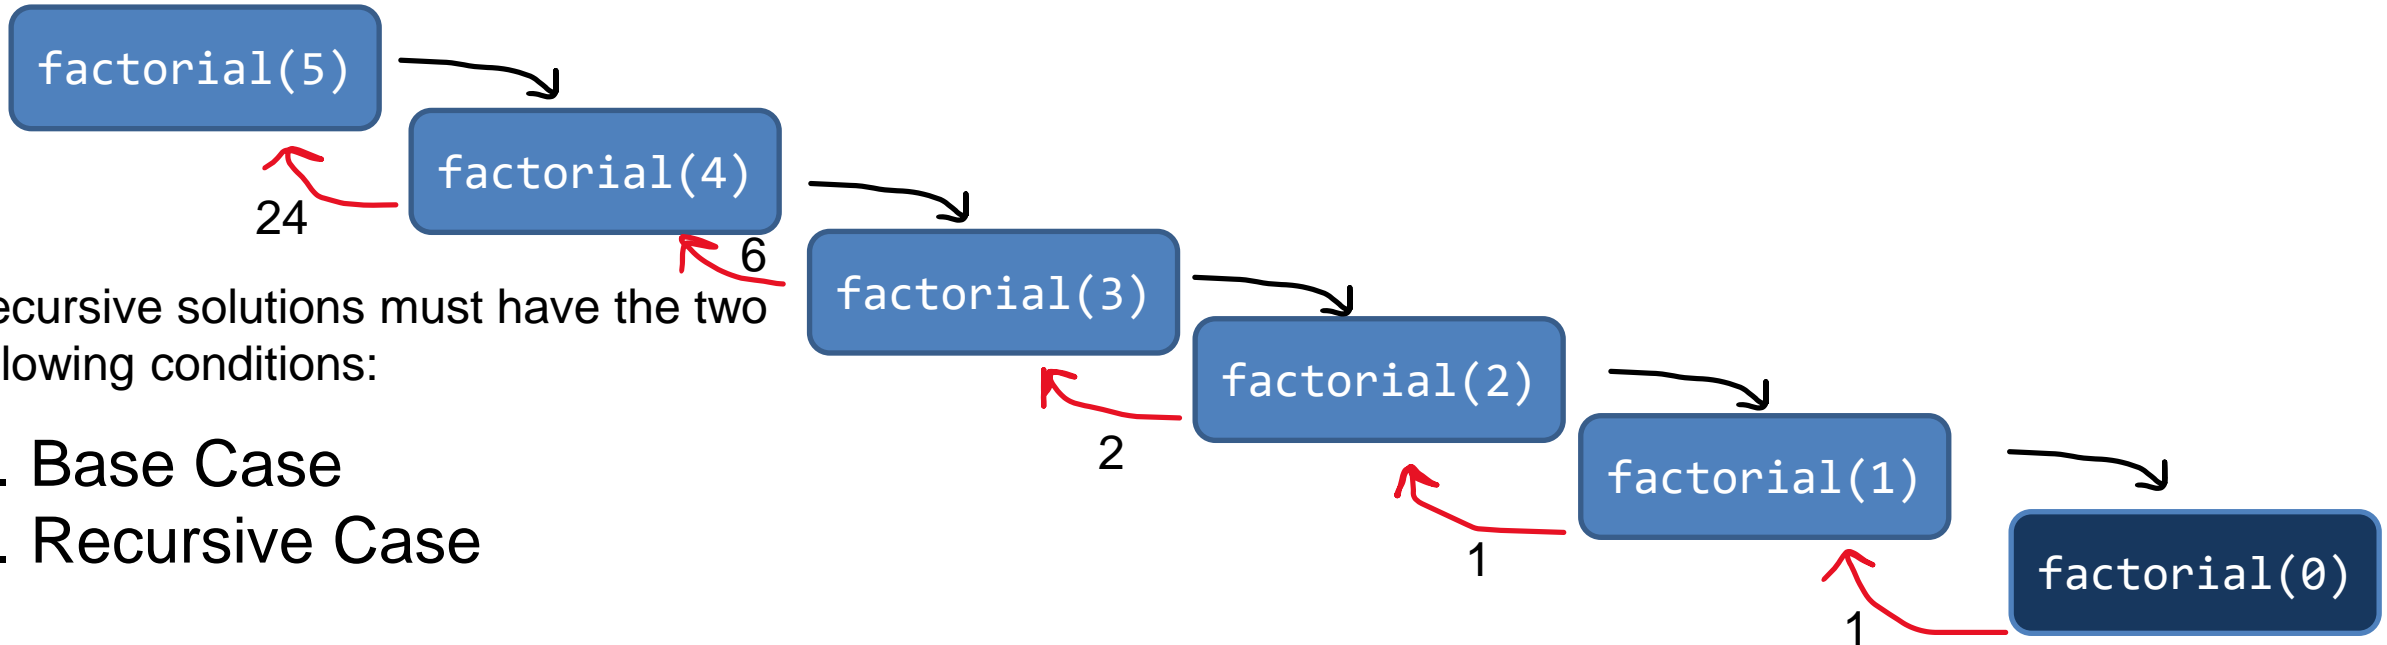 factorial(5)
factorial(4)
24
6
factorial(3)
ecursive solutions must have the two
lowing conditions:
factorial(2)
2
. Base Case
factorial(1)
. Recursive Case
1
factorial(0)
1